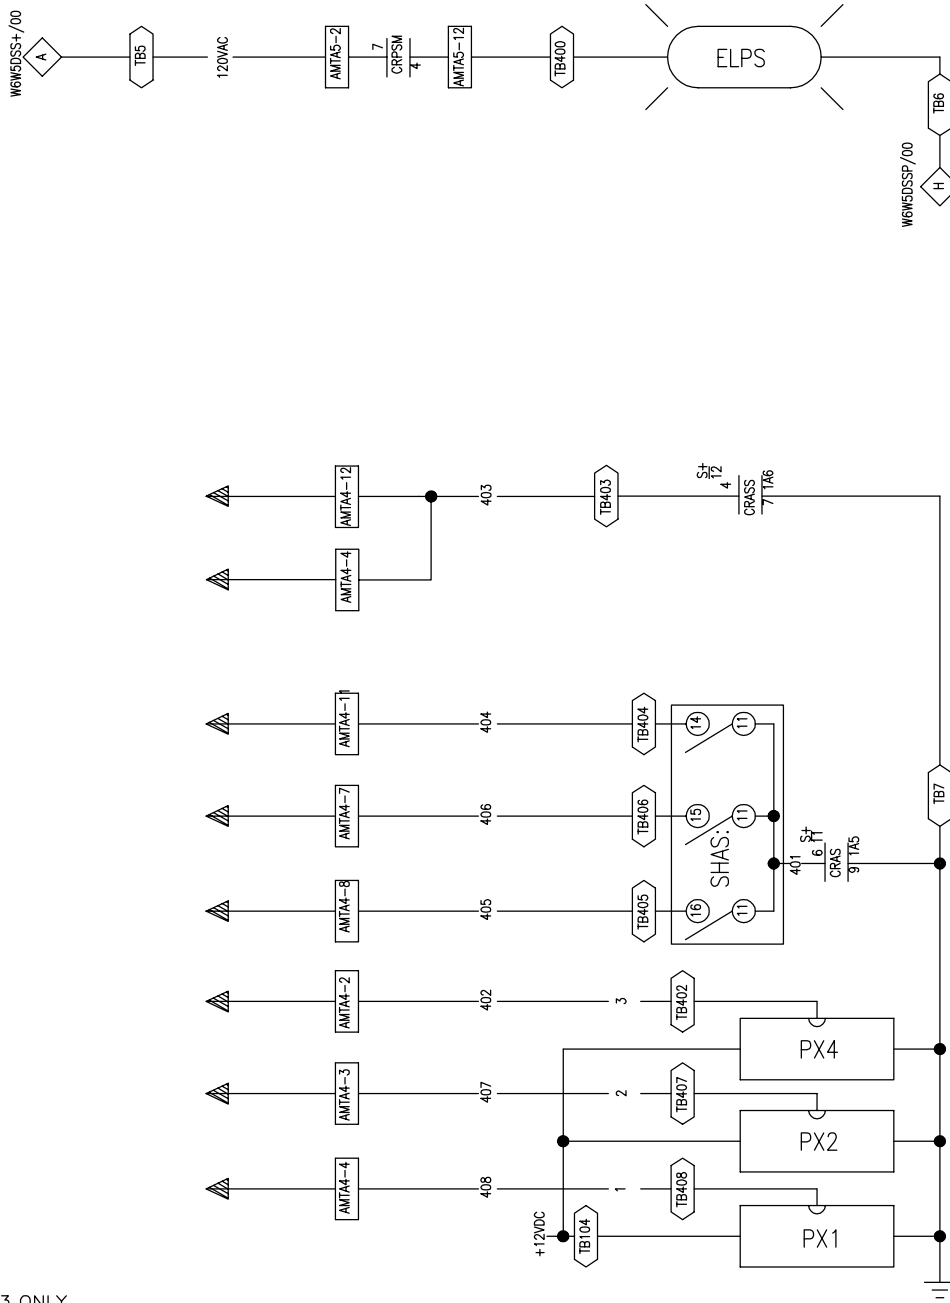 W6W5DSS+/00
A
TB5
120VAC
AMTA5-2
7
CRPSM
4
AMTA5-12
TB400
ELPS
TB6
W6W5DSSP/00
H
AMTA4-12
403
TB403
S+
12
4
CRASS
7 1A6
AMTA4-4
AMTA4-11
404
TB404
14
11
AMTA4-7
406
TB406
15
11
SHAS:
TB7
401
S+
11
6
CRAS
9 1A5
AMTA4-8
405
TB405
16
11
AMTA4-2
402
3
TB402
PX4
AMTA4-3
407
2
TB407
PX2
AMTA4-4
408
1
TB408
+12VDC
TB104
PX1
3 ONLY